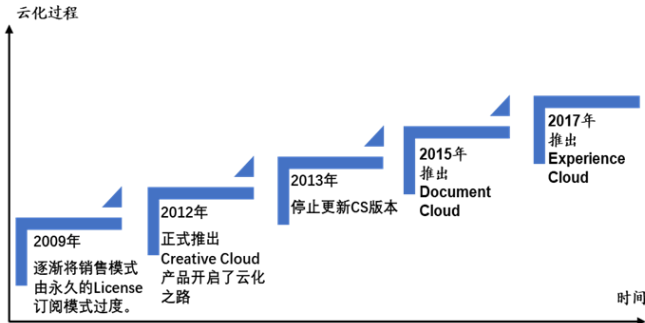 云化过程
2009年
逐渐将销售模式
由永久的License
订阅模式过度。
2012年
正式推出
Creative Cloud
产品开启了云化
之路
2013年
停止更新CS版本
2015年
推出
Document
Cloud
2017年
推出
Experience
Cloud
时间